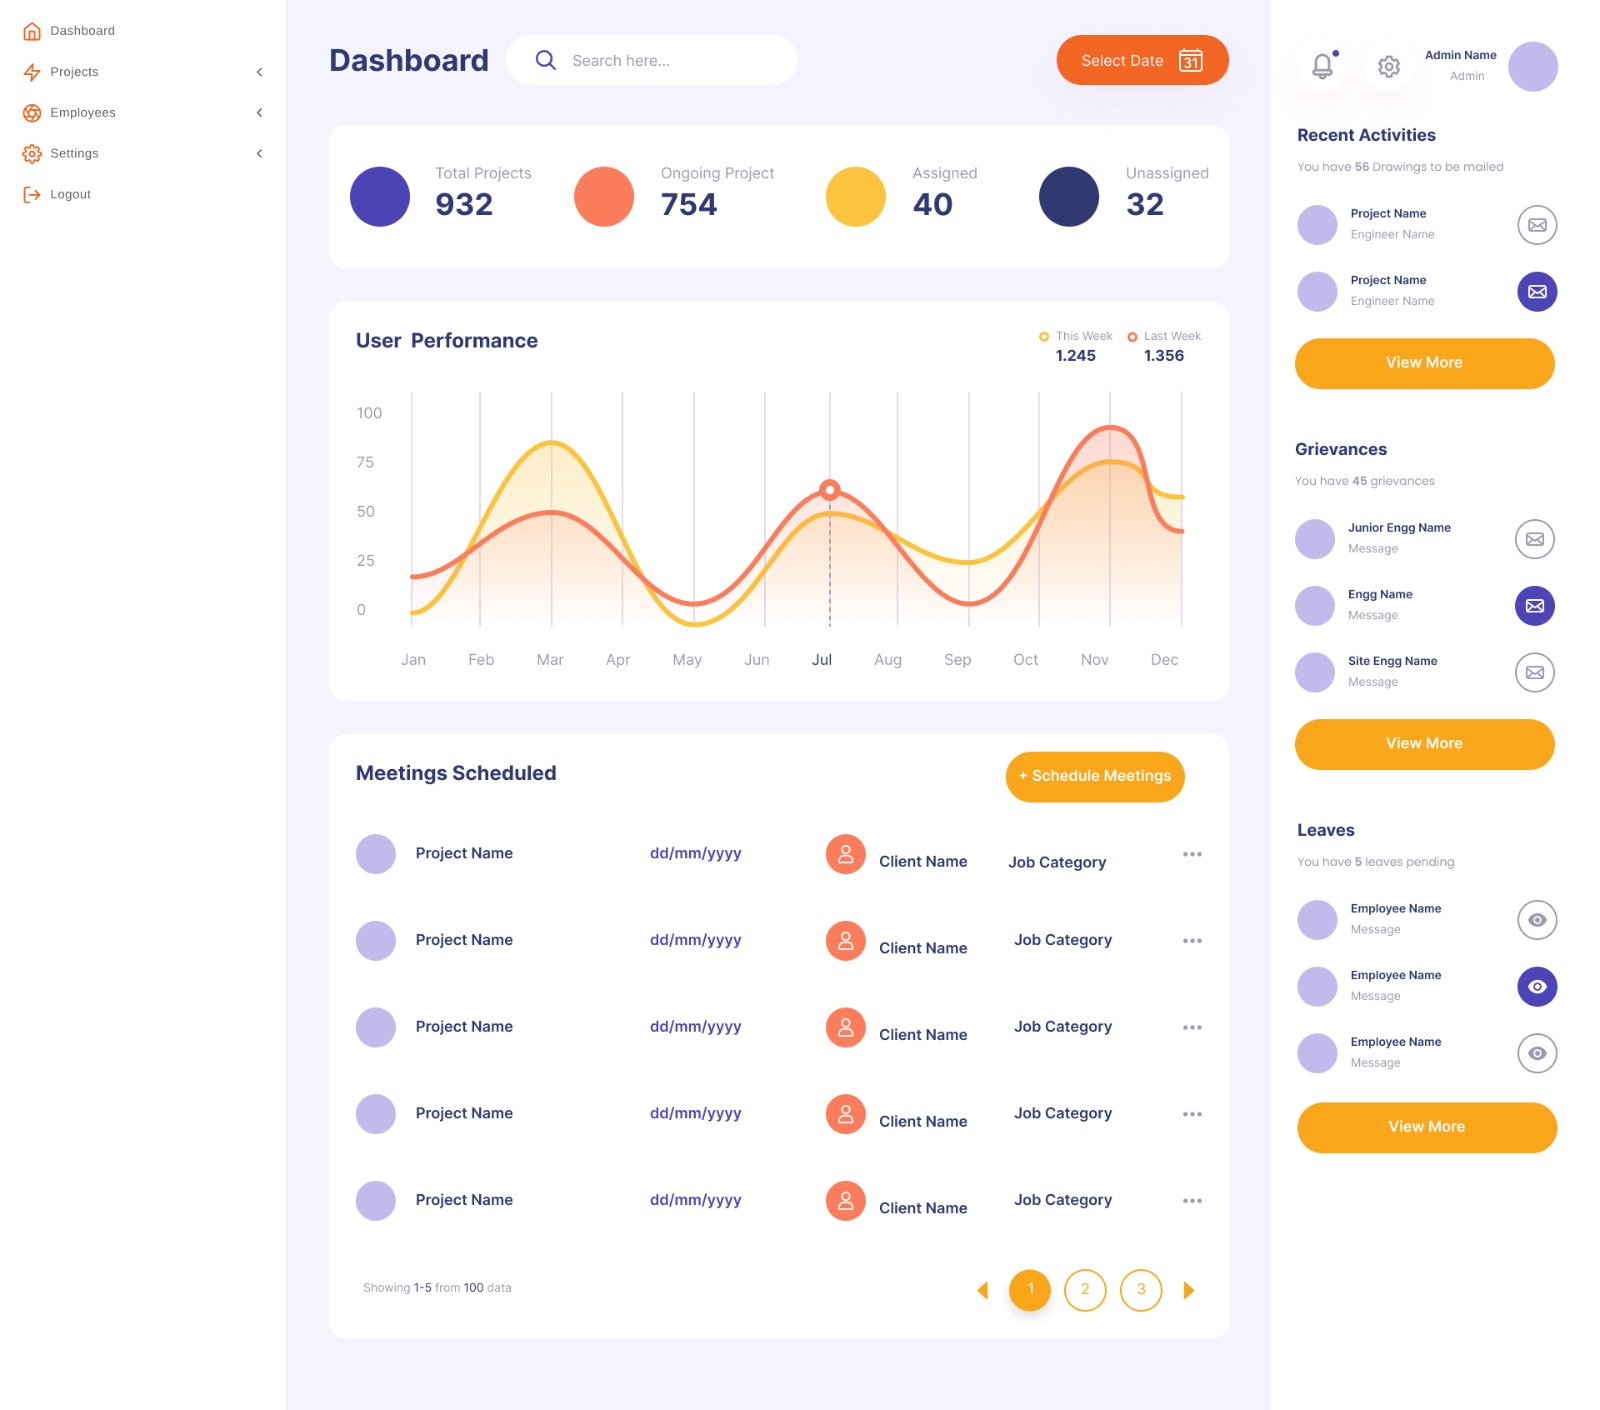 Dashboard
Projects
Employees
Settings
Logout
Dashboard
Search here...
Select Date
31
Total Projects
932
Ongoing Project
754
Assigned
40
Unassigned
32
User Performance
This Week
1.245
Last Week
1.356
100
75
50
25
0
Jan Feb Mar Apr May Jun Jul Aug Sep Oct Nov Dec
Meetings Scheduled
+ Schedule Meetings
Project Name dd/mm/yyyy Client Name Job Category
Project Name dd/mm/yyyy Client Name Job Category
Project Name dd/mm/yyyy Client Name Job Category
Project Name dd/mm/yyyy Client Name Job Category
Project Name dd/mm/yyyy Client Name Job Category
Showing 1-5 from 100 data
1 2 3
Admin Name
Admin
Recent Activities
You have 56 Drawings to be mailed
Project Name
Engineer Name
Project Name
Engineer Name
View More
Grievances
You have 45 grievances
Junior Engg Name
Message
Engg Name
Message
Site Engg Name
Message
View More
Leaves
You have 5 leaves pending
Employee Name
Message
Employee Name
Message
Employee Name
Message
View More